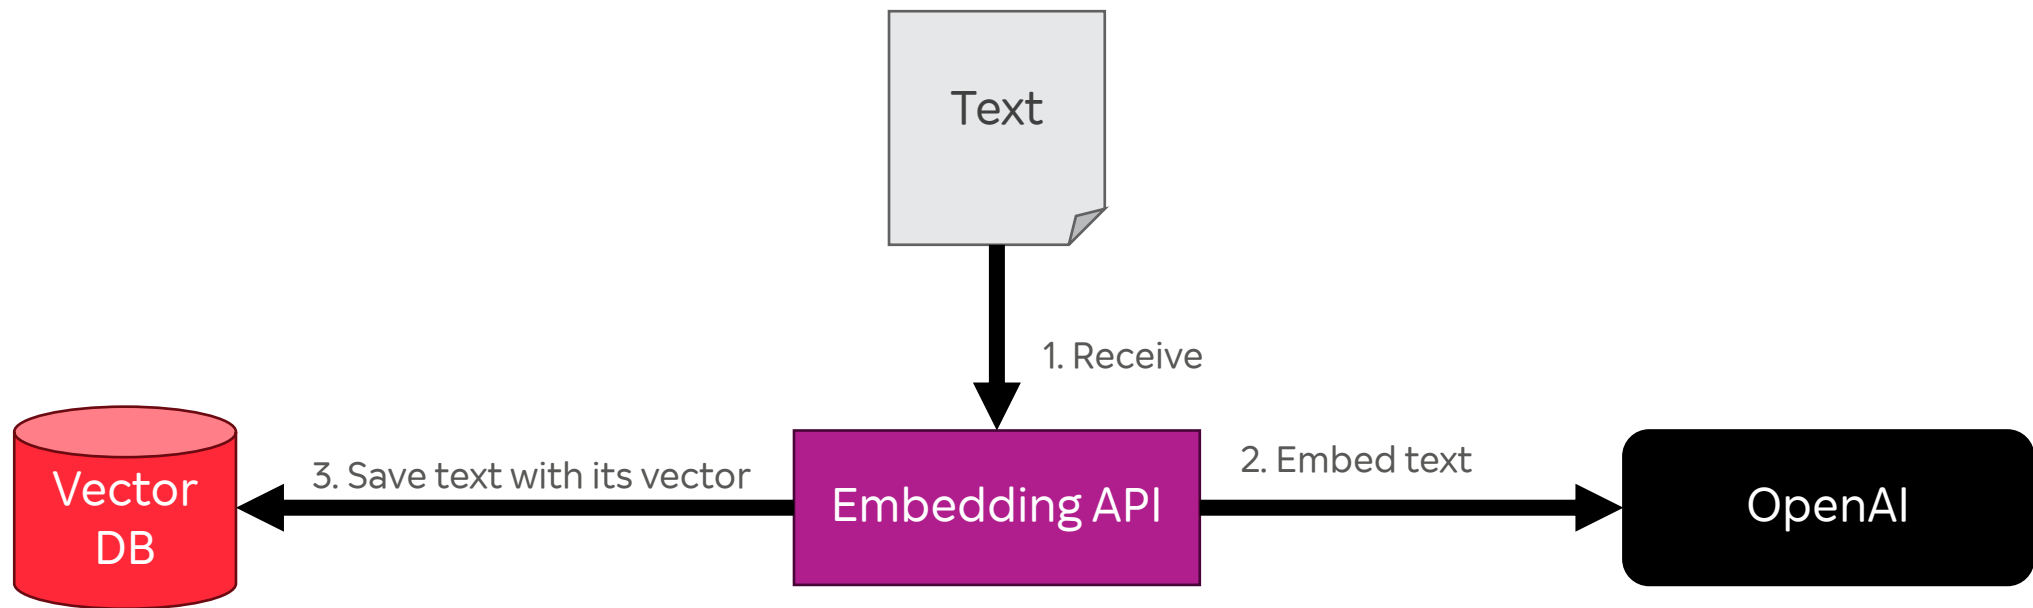 Text
1. Receive
2. Embed text
3. Save text with its vector
Vector
DB
Embedding API
OpenAI